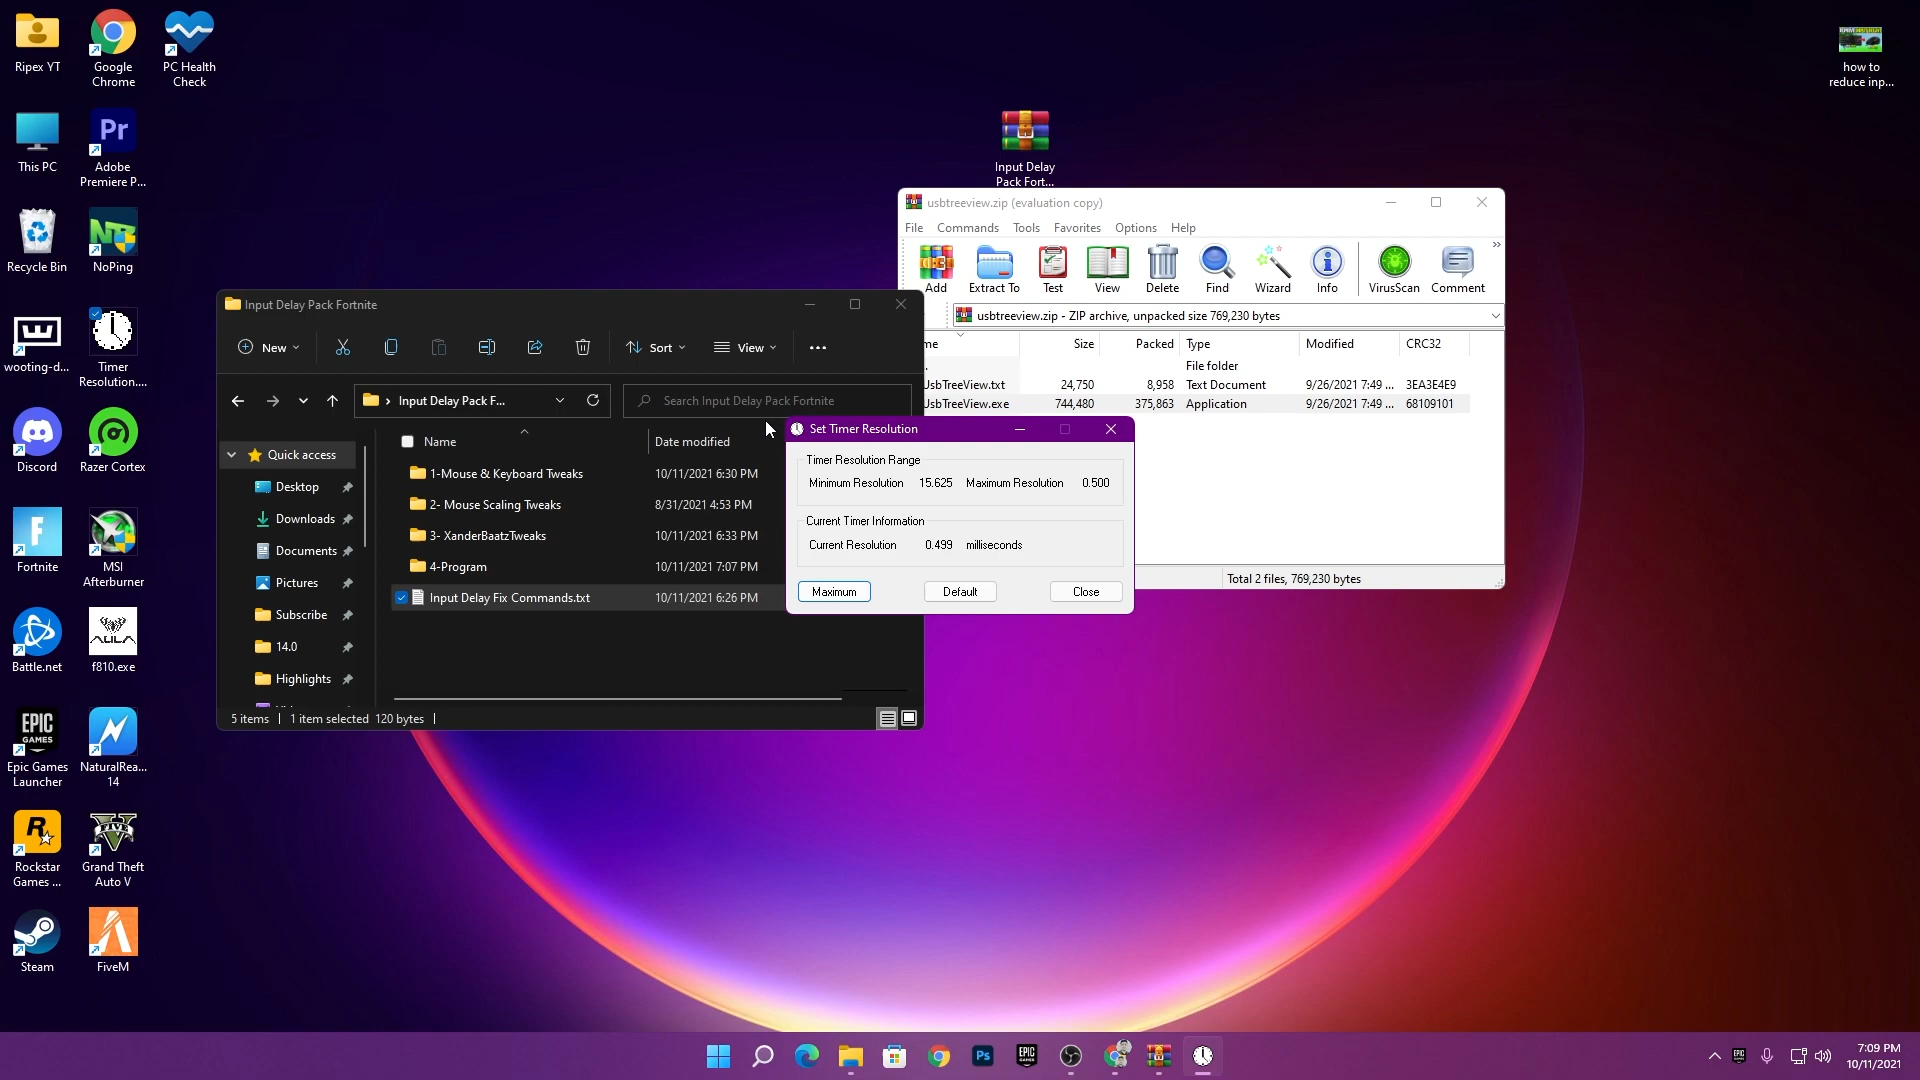 Ripex YT
Google
Chrome
PC Health
Check
how to
reduce inp...
This PC
Adobe
Premiere P...
Input Delay
Pack Fort...
Recycle Bin
NoPing
wooting-d...
Timer
Resolution....
Discord
Razer Cortex
Fortnite
MSI
Afterburner
Battle.net
f810.exe
Epic Games
Launcher
NaturalRea...
14
Rockstar
Games ...
Grand Theft
Auto V
Steam
FiveM
usbtreeview.zip (evaluation copy)
File Commands Tools Favorites Options Help
Add Extract To Test View Delete Find Wizard Info VirusScan Comment
usbtreeview.zip - ZIP archive, unpacked size 769,230 bytes
me Size Packed Type Modified CRC32
File folder
UsbTreeView.txt 24,750 8,958 Text Document 9/26/2021 7:49 ... 3EA3E4E9
UsbTreeView.exe 744,480 375,863 Application 9/26/2021 7:49 ... 68109101
Total 2 files, 769,230 bytes
Input Delay Pack Fortnite
New Sort View
Input Delay Pack F... Search Input Delay Pack Fortnite
Name Date modified
Quick access
Desktop
Downloads
Documents
Pictures
Subscribe
14.0
Highlights
1-Mouse & Keyboard Tweaks 10/11/2021 6:30 PM
2- Mouse Scaling Tweaks 8/31/2021 4:53 PM
3- XanderBaatzTweaks 10/11/2021 6:33 PM
4-Program 10/11/2021 7:07 PM
Input Delay Fix Commands.txt 10/11/2021 6:26 PM
5 items 1 item selected 120 bytes
Set Timer Resolution
Timer Resolution Range
Minimum Resolution 15.625 Maximum Resolution 0.500
Current Timer Information
Current Resolution 0.499 milliseconds
Maximum Default Close
7:09 PM
10/11/2021